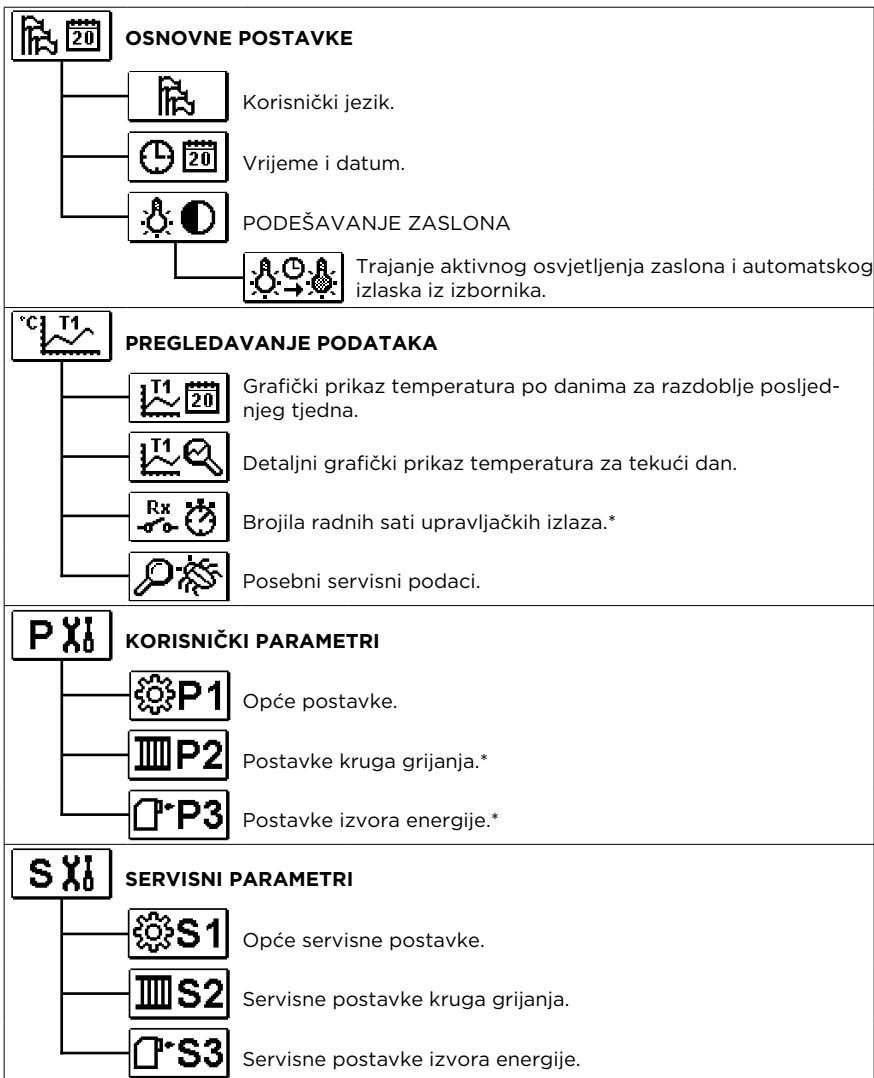 20 OSNOVNE POSTAVKE
Korisnički jezik.
20 Vrijeme i datum.
PODEŠAVANJE ZASLONA
Trajanje aktivnog osvjetljenja zaslona i automatskog
izlaska iz izbornika.
°C T1 PREGLEDAVANJE PODATAKA
T1 20 Grafički prikaz temperatura po danima za razdoblje posljed-
njeg tjedna.
T1 Detaljni grafički prikaz temperatura za tekući dan.
Rx Brojila radnih sati upravljačkih izlaza.*
Posebni servisni podaci.
P KORISNIČKI PARAMETRI
P1 Opće postavke.
P2 Postavke kruga grijanja.*
P3 Postavke izvora energije.*
S SERVISNI PARAMETRI
S1 Opće servisne postavke.
S2 Servisne postavke kruga grijanja.
S3 Servisne postavke izvora energije.